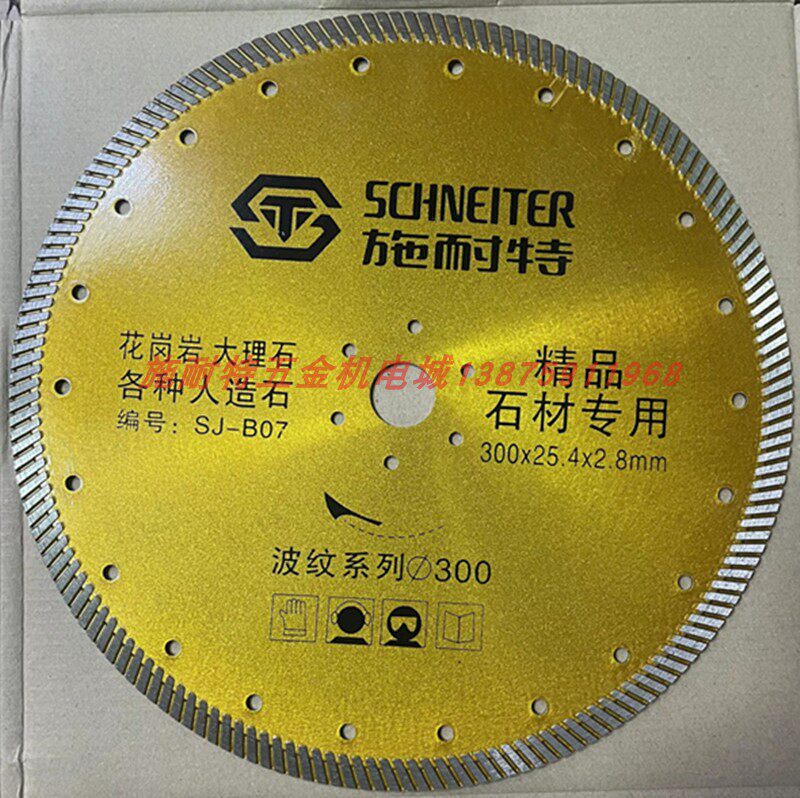 SCHNEITER
施耐特
花岗岩 大理石
各种人造石
编号: SJ-B07
精品
石材专用
300x25.4x2.8mm
施耐特五金机电城
波纹系列∅300